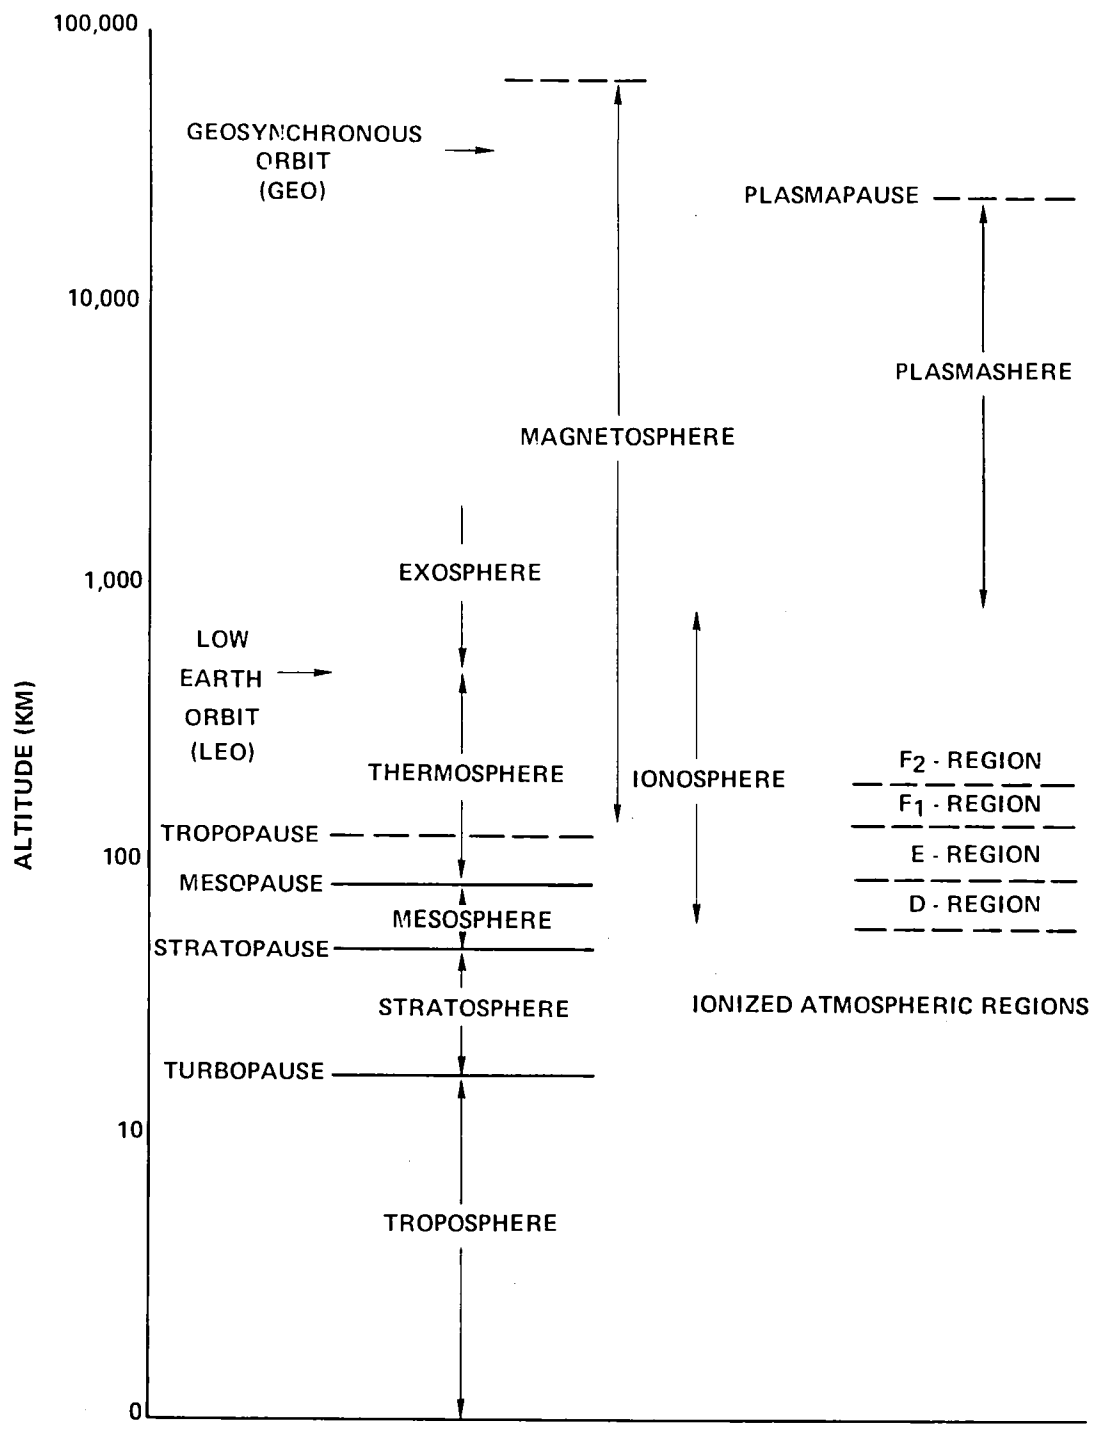 100,000
GEOSYNCHRONOUS
ORBIT
(GEO)
PLASMAPAUSE
10,000
PLASMASHERE
MAGNETOSPHERE
EXOSPHERE
1,000
LOW
EARTH
ORBIT
(LEO)
ALTITUDE (KM)
THERMOSPHERE
IONOSPHERE
F2 - REGION
F1 - REGION
TROPOPAUSE
100
E - REGION
MESOPAUSE
D - REGION
MESOSPHERE
STRATOPAUSE
STRATOSPHERE
IONIZED ATMOSPHERIC REGIONS
TURBOPAUSE
10
TROPOSPHERE
0